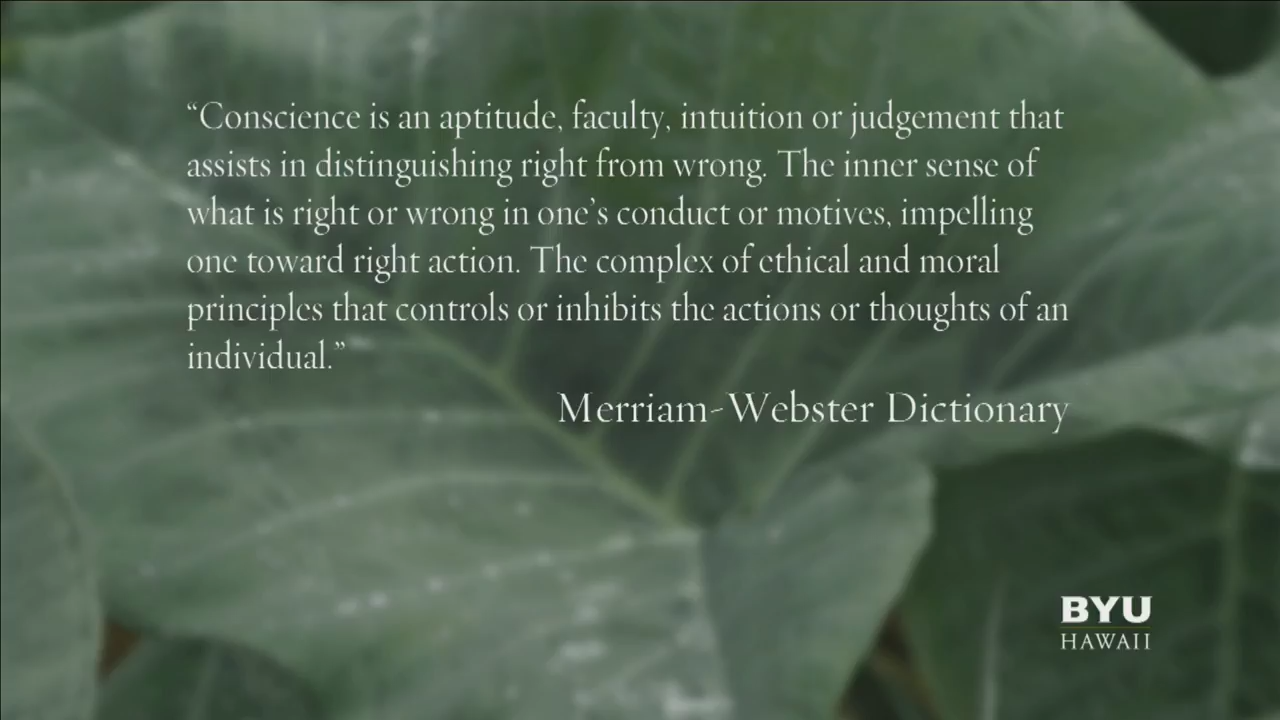 “Conscience is an aptitude, faculty, intuition or judgement that
assists in distinguishing right from wrong. The inner sense of
what is right or wrong in one’s conduct or motives, impelling
one toward right action. The complex of ethical and moral
principles that controls or inhibits the actions or thoughts of an
individual.”
Merriam-Webster Dictionary
BYU
HAWAII